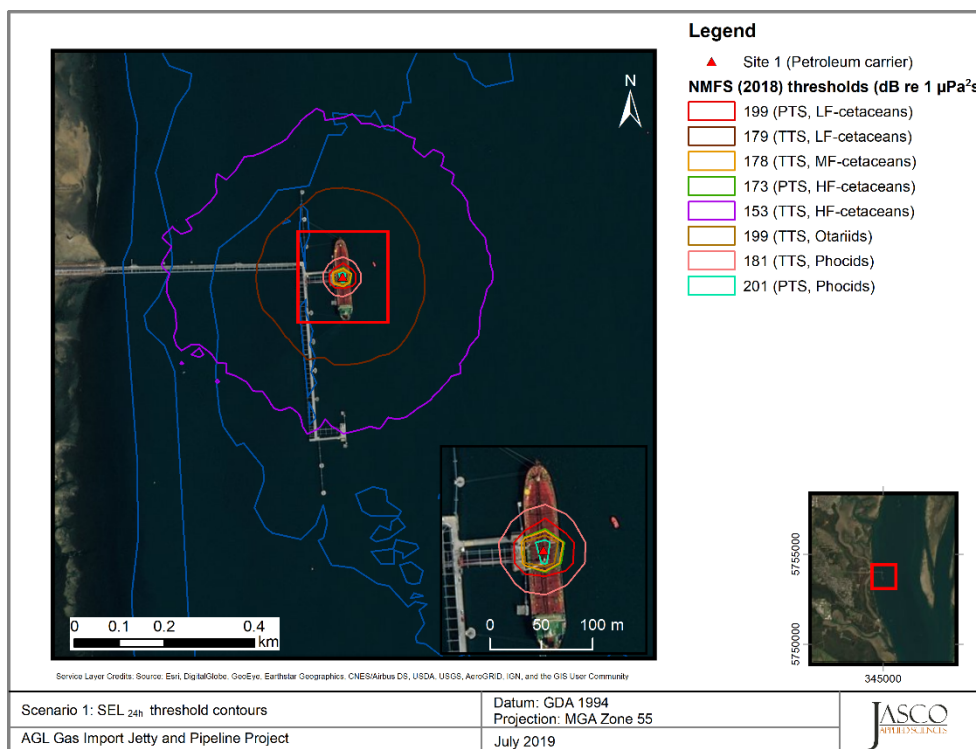 Legend
Site 1 (Petroleum carrier)
NMFS (2018) thresholds (dB re 1 µPa²s
199 (PTS, LF-cetaceans)
179 (TTS, LF-cetaceans)
178 (TTS, MF-cetaceans)
173 (PTS, HF-cetaceans)
153 (TTS, HF-cetaceans)
199 (TTS, Otariids)
181 (TTS, Phocids)
201 (PTS, Phocids)
N
0 0.1 0.2 0.4
km
0 50 100 m
5755000
5750000
345000
Service Layer Credits: Source: Esri, DigitalGlobe, GeoEye, Earthstar Geographics, CNES/Airbus DS, USDA, USGS, AeroGRID, IGN, and the GIS User Community
Scenario 1: SEL 24h threshold contours
AGL Gas Import Jetty and Pipeline Project
Datum: GDA 1994
Projection: MGA Zone 55
July 2019
JASCO
APPLIED SCIENCES